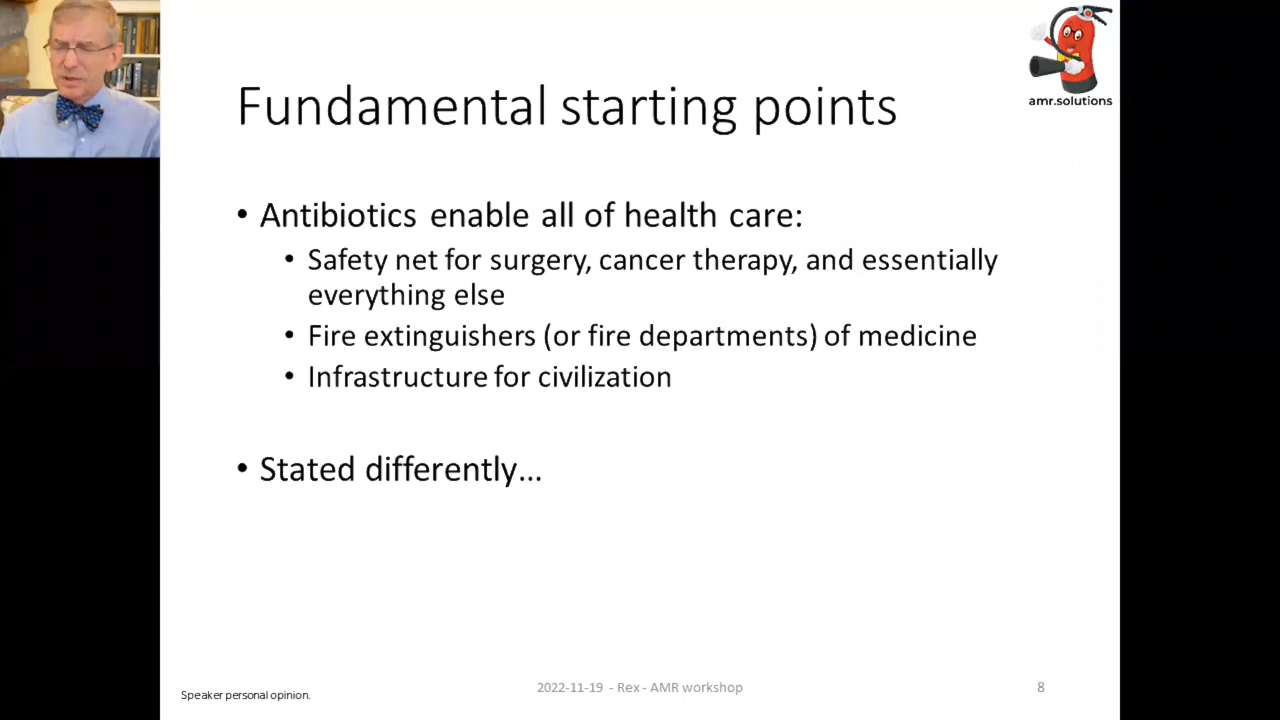 amr.solutions
Fundamental starting points
• Antibiotics enable all of health care:
• Safety net for surgery, cancer therapy, and essentially
everything else
• Fire extinguishers (or fire departments) of medicine
• Infrastructure for civilization
• Stated differently…
Speaker personal opinion.
2022-11-19 - Rex - AMR workshop
8